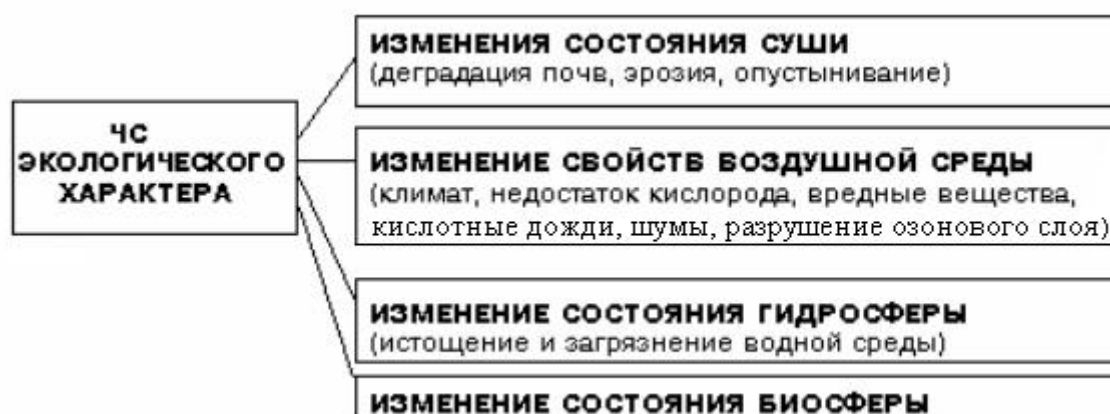 ЧС
ЭКОЛОГИЧЕСКОГО
ХАРАКТЕРА
ИЗМЕНЕНИЯ СОСТОЯНИЯ СУШИ
(деградация почв, эрозия, опустынивание)
ИЗМЕНЕНИЕ СВОЙСТВ ВОЗДУШНОЙ СРЕДЫ
(климат, недостаток кислорода, вредные вещества,
кислотные дожди, шумы, разрушение озонового слоя)
ИЗМЕНЕНИЕ СОСТОЯНИЯ ГИДРОСФЕРЫ
(истощение и загрязнение водной среды)
ИЗМЕНЕНИЕ СОСТОЯНИЯ БИОСФЕРЫ